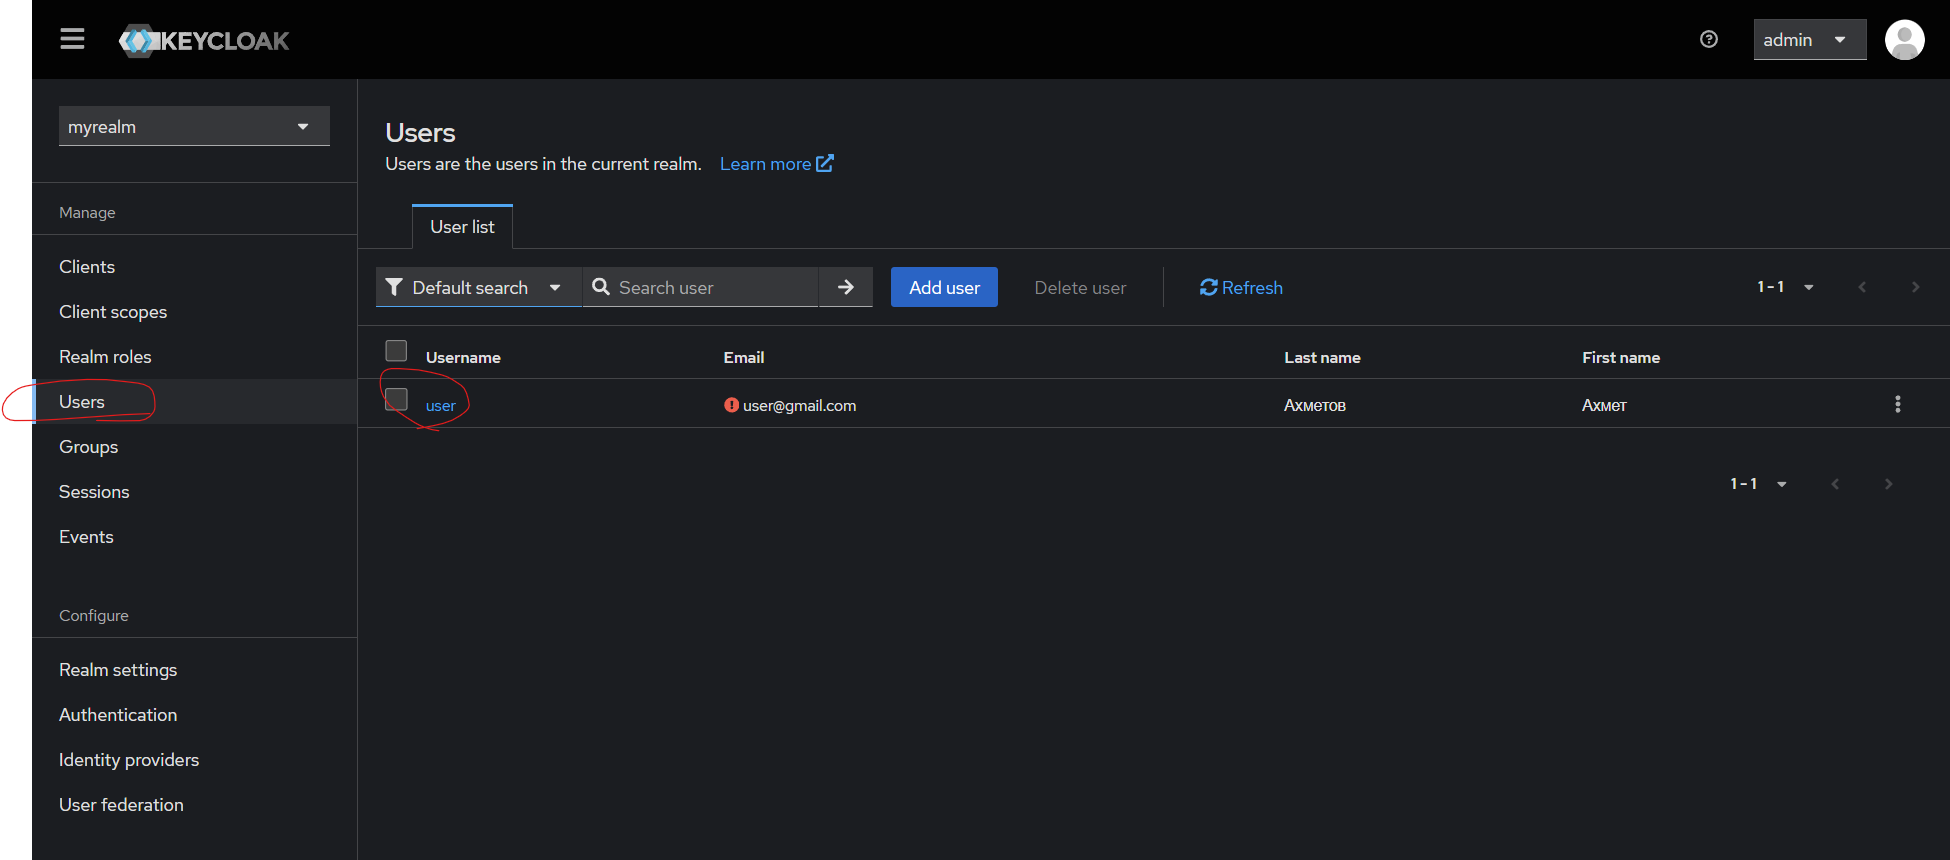 KEYCLOAK
admin
myrealm
Manage
Clients
Client scopes
Realm roles
Users
Groups
Sessions
Events
Configure
Realm settings
Authentication
Identity providers
User federation
Users
Users are the users in the current realm. Learn more
User list
Default search Search user Add user Delete user Refresh 1 - 1
Username Email Last name First name
user user@gmail.com Ахметов Ахмет
1 - 1